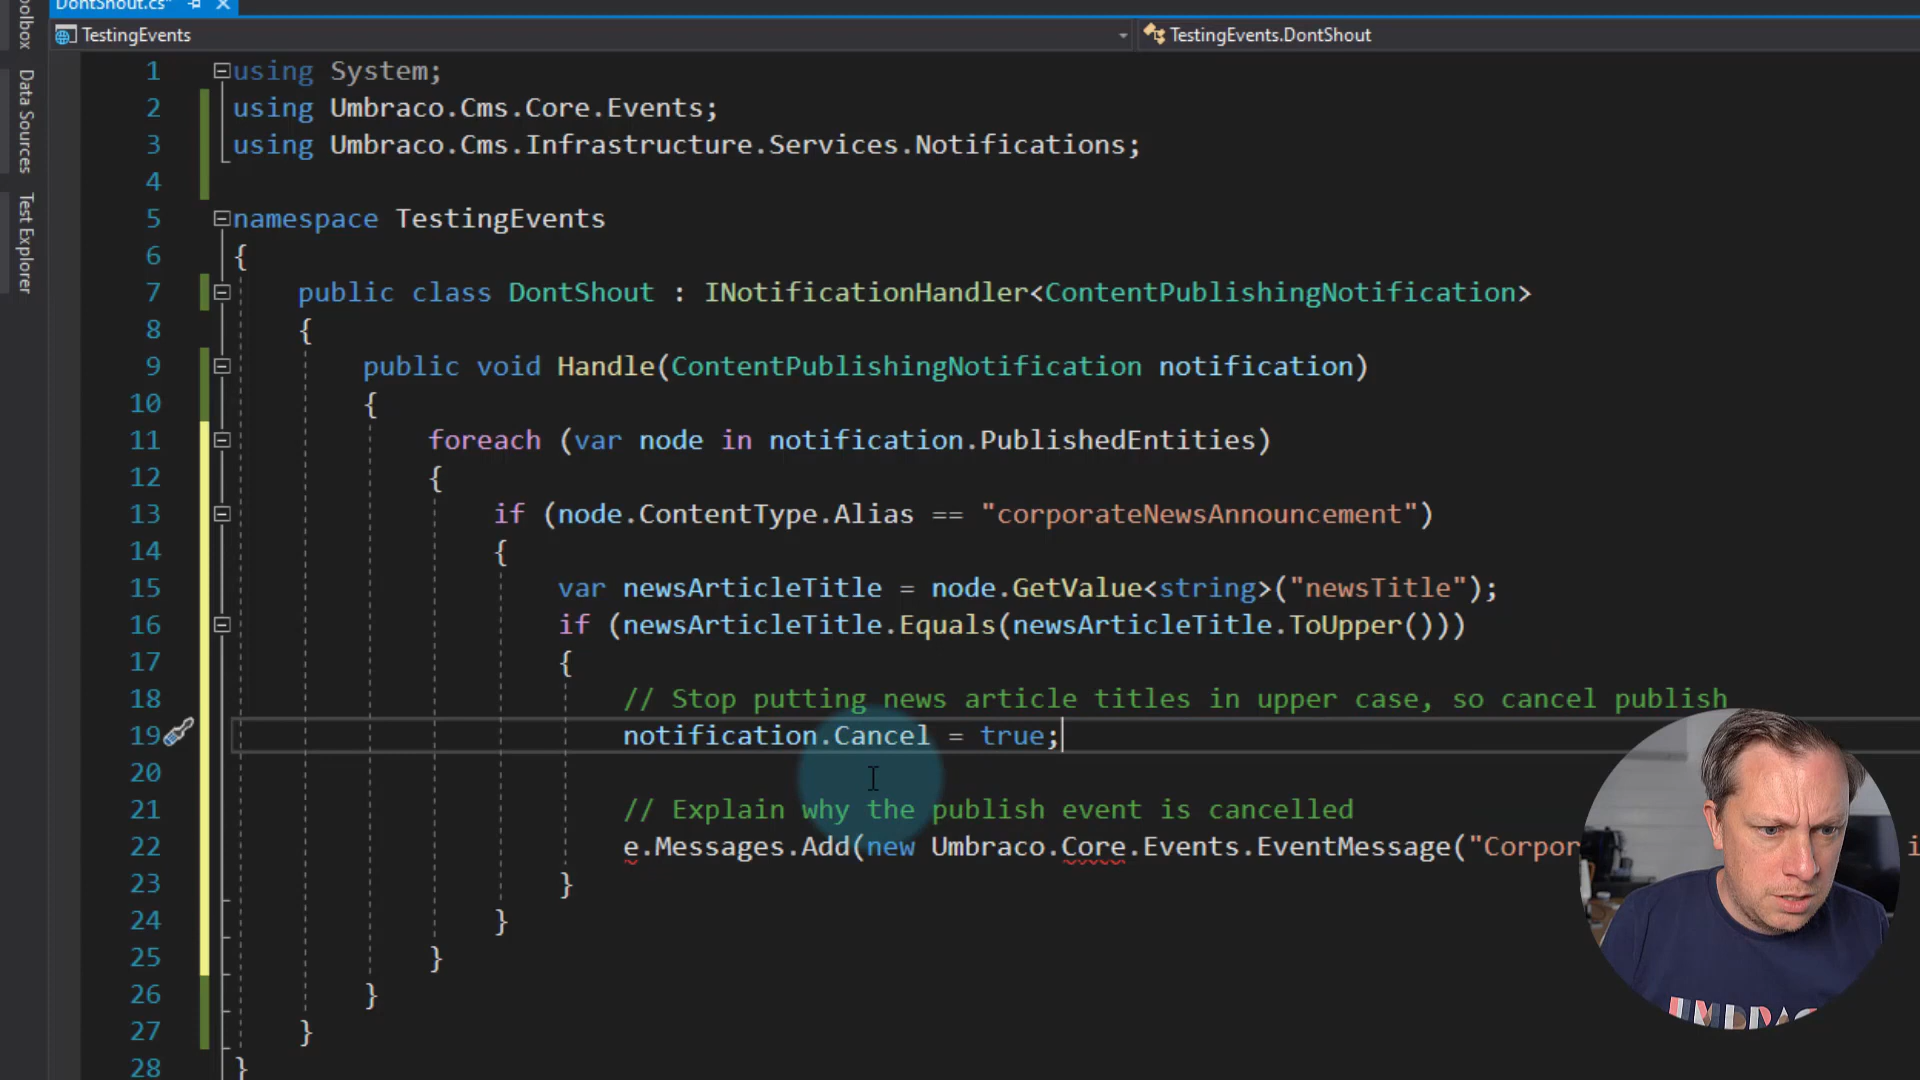 DontShout.cs*
TestingEvents
TestingEvents.DontShout
Data Sources
Test Explorer
1 using System;
2 using Umbraco.Cms.Core.Events;
3 using Umbraco.Cms.Infrastructure.Services.Notifications;
4
5 namespace TestingEvents
6 {
7 public class DontShout : INotificationHandler<ContentPublishingNotification>
8 {
9 public void Handle(ContentPublishingNotification notification)
10 {
11 foreach (var node in notification.PublishedEntities)
12 {
13 if (node.ContentType.Alias == "corporateNewsAnnouncement")
14 {
15 var newsArticleTitle = node.GetValue<string>("newsTitle");
16 if (newsArticleTitle.Equals(newsArticleTitle.ToUpper()))
17 {
18 // Stop putting news article titles in upper case, so cancel publish
19 notification.Cancel = true;
20
21 // Explain why the publish event is cancelled
22 e.Messages.Add(new Umbraco.Core.Events.EventMessage("Corpor
23 }
24 }
25 }
26 }
27 }
28 }